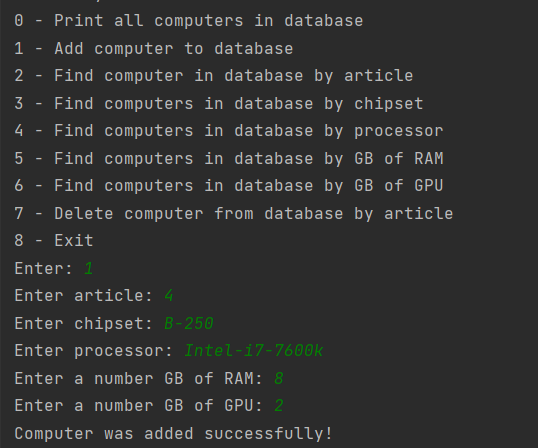 0 - Print all computers in database
1 - Add computer to database
2 - Find computer in database by article
3 - Find computers in database by chipset
4 - Find computers in database by processor
5 - Find computers in database by GB of RAM
6 - Find computers in database by GB of GPU
7 - Delete computer from database by article
8 - Exit
Enter: 1
Enter article: 4
Enter chipset: B-250
Enter processor: Intel-i7-7600k
Enter a number GB of RAM: 8
Enter a number GB of GPU: 2
Computer was added successfully!